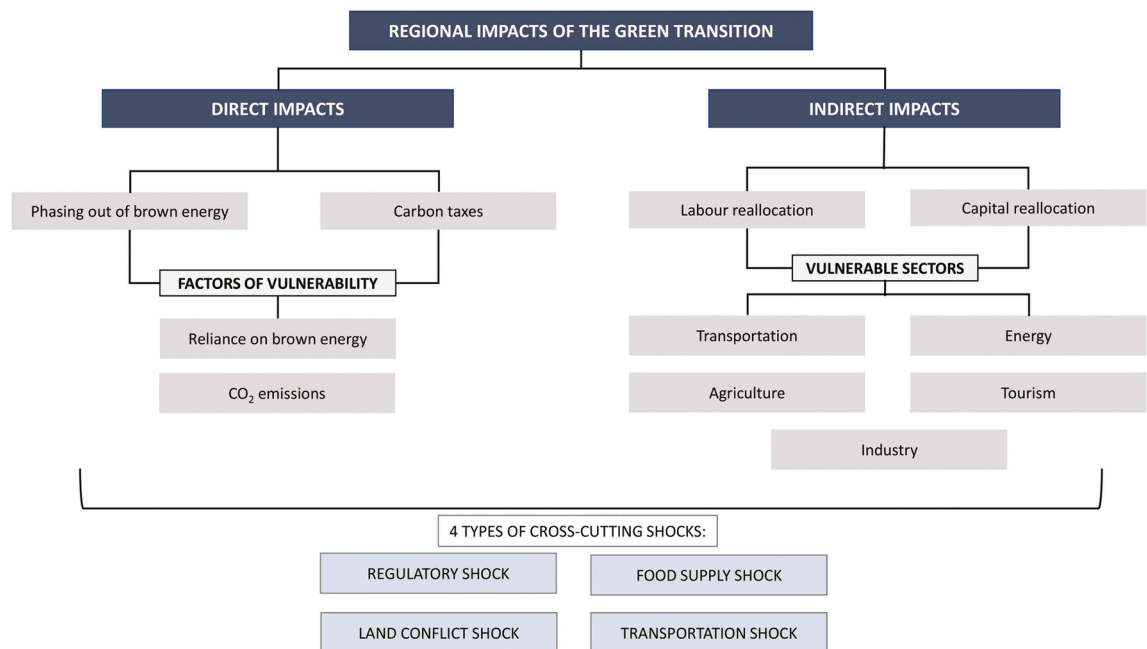 REGIONAL IMPACTS OF THE GREEN TRANSITION
DIRECT IMPACTS
INDIRECT IMPACTS
Phasing out of brown energy
Carbon taxes
Labour reallocation
Capital reallocation
FACTORS OF VULNERABILITY
VULNERABLE SECTORS
Reliance on brown energy
CO₂ emissions
Transportation
Energy
Agriculture
Tourism
Industry
4 TYPES OF CROSS-CUTTING SHOCKS:
REGULATORY SHOCK
FOOD SUPPLY SHOCK
LAND CONFLICT SHOCK
TRANSPORTATION SHOCK